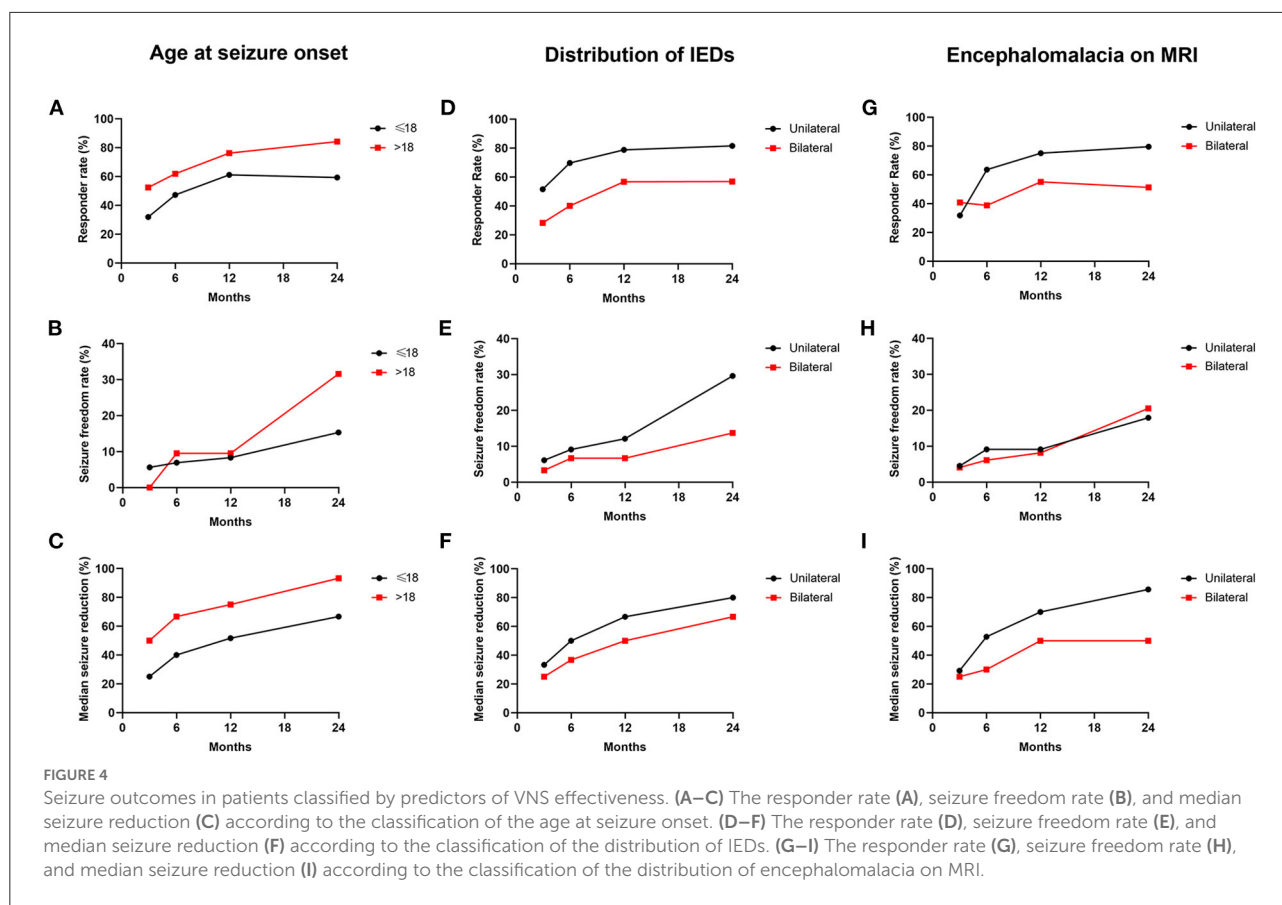 Age at seizure onset
Distribution of IEDs
Encephalomalacia on MRI
A
Responder rate (%)
100
80
60
40
20
0
0 6 12 18 24
Months
≤18
>18
D
Responder Rate (%)
100
80
60
40
20
0
0 6 12 18 24
Months
Unilateral
Bilateral
G
Responder Rate (%)
100
80
60
40
20
0
0 6 12 18 24
Months
Unilateral
Bilateral
B
Seizure freedom rate (%)
40
30
20
10
0
0 6 12 18 24
Months
≤18
>18
E
Seizure freedom rate (%)
40
30
20
10
0
0 6 12 18 24
Months
Unilateral
Bilateral
H
Seizure freedom rate (%)
40
30
20
10
0
0 6 12 18 24
Months
Unilateral
Bilateral
C
Median seizure reduction (%)
100
80
60
40
20
0
0 6 12 18 24
Months
≤18
>18
F
Median seizure reduction (%)
100
80
60
40
20
0
0 6 12 18 24
Months
Unilateral
Bilateral
I
Median seizure reduction (%)
100
80
60
40
20
0
0 6 12 18 24
Months
Unilateral
Bilateral
FIGURE 4
Seizure outcomes in patients classified by predictors of VNS effectiveness. (A–C) The responder rate (A), seizure freedom rate (B), and median
seizure reduction (C) according to the classification of the age at seizure onset. (D–F) The responder rate (D), seizure freedom rate (E), and
median seizure reduction (F) according to the classification of the distribution of IEDs. (G–I) The responder rate (G), seizure freedom rate (H),
and median seizure reduction (I) according to the classification of the distribution of encephalomalacia on MRI.